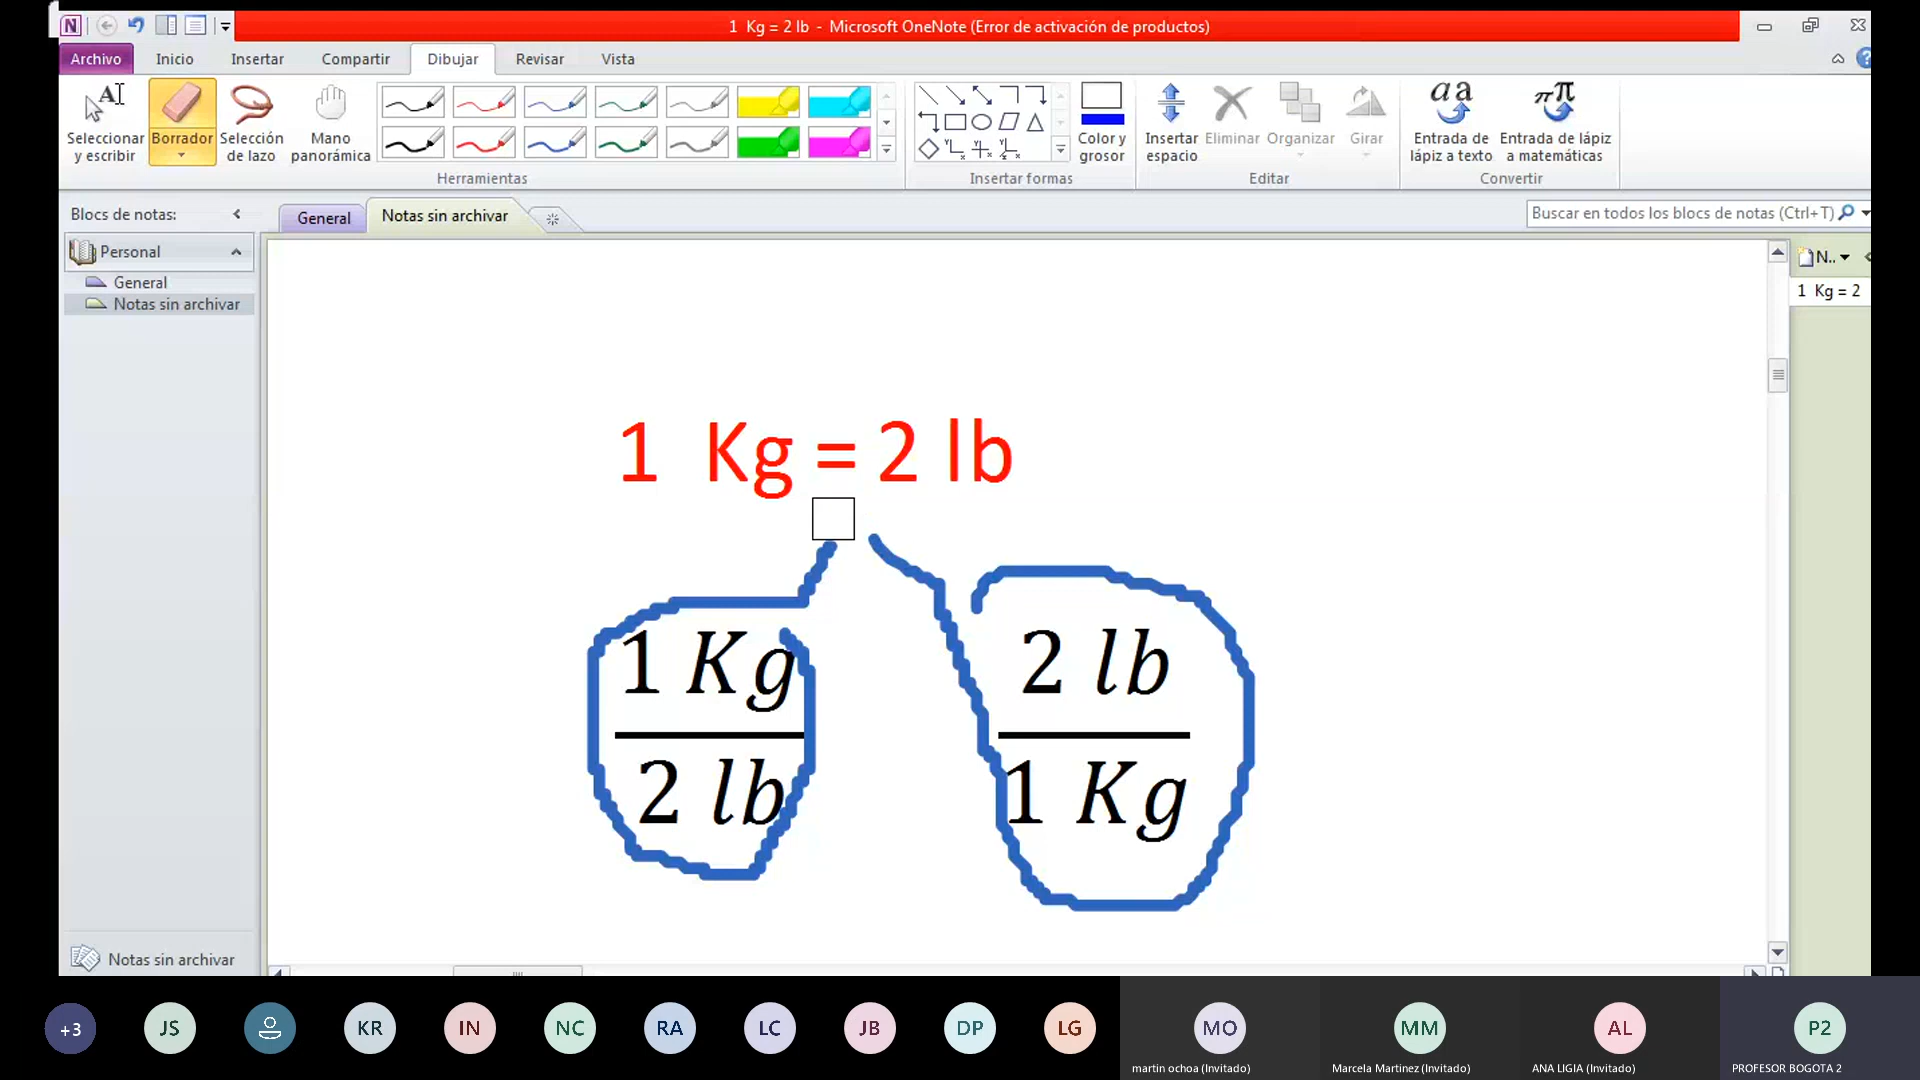 1 Kg = 2 lb - Microsoft OneNote (Error de activación de productos)
Archivo Inicio Insertar Compartir Dibujar Revisar Vista
Seleccionar y escribir
Borrador
Selección de lazo
Mano panorámica
Color y grosor
Insertar espacio
Eliminar
Organizar
Girar
Entrada de lápiz a texto
Entrada de lápiz a matemáticas
Herramientas
Insertar formas
Editar
Convertir
Blocs de notas:
General
Notas sin archivar
Buscar en todos los blocs de notas (Ctrl+T)
Personal
General
Notas sin archivar
N..
1 Kg = 2
1 Kg = 2 lb
1 Kg
2 lb
2 lb
1 Kg
Notas sin archivar
+3 JS KR IN NC RA LC JB DP LG MO MM AL P2
martin ochoa (Invitado)
Marcela Martinez (Invitado)
ANA LIGIA (Invitado)
PROFESOR BOGOTA 2